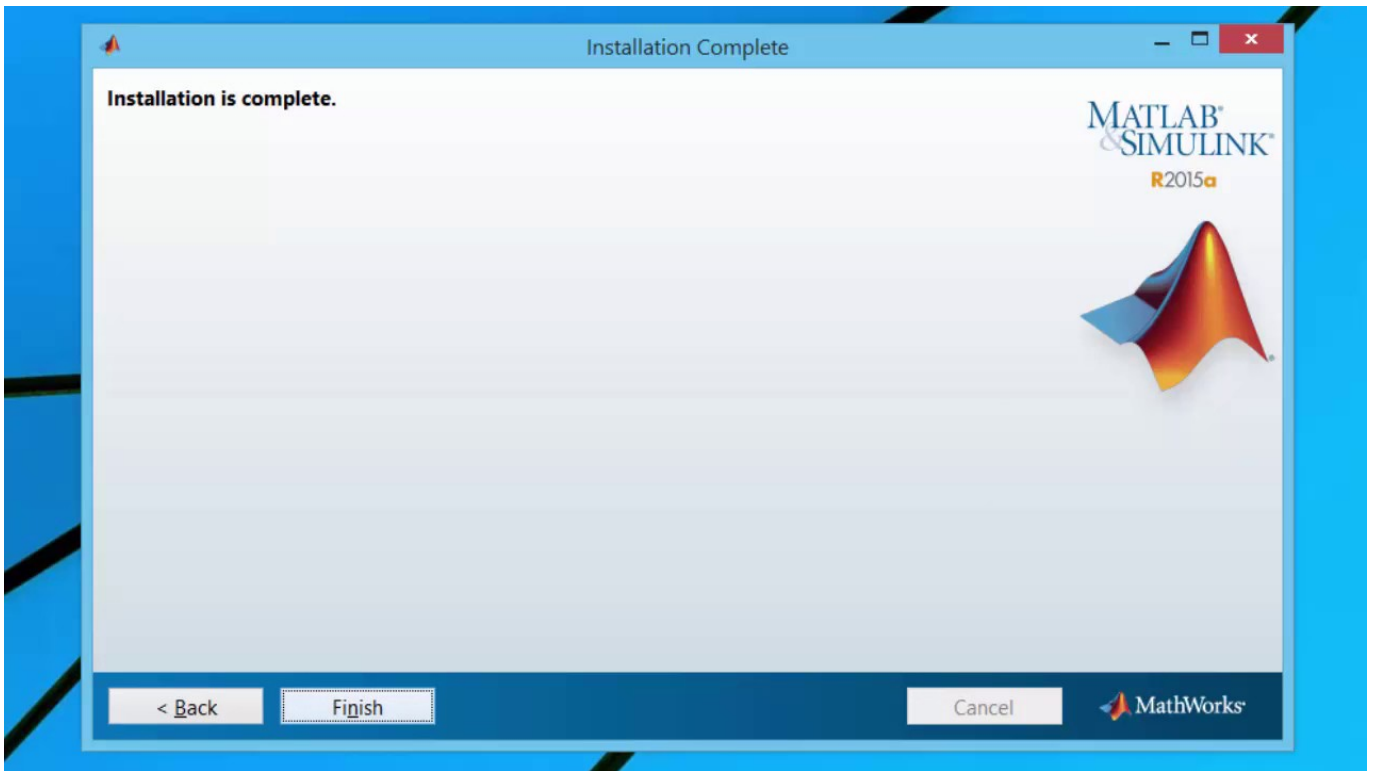 Installation Complete
Installation is complete.
MATLAB®
&SIMULINK®
R2015a
< Back
Finish
Cancel
MathWorks®